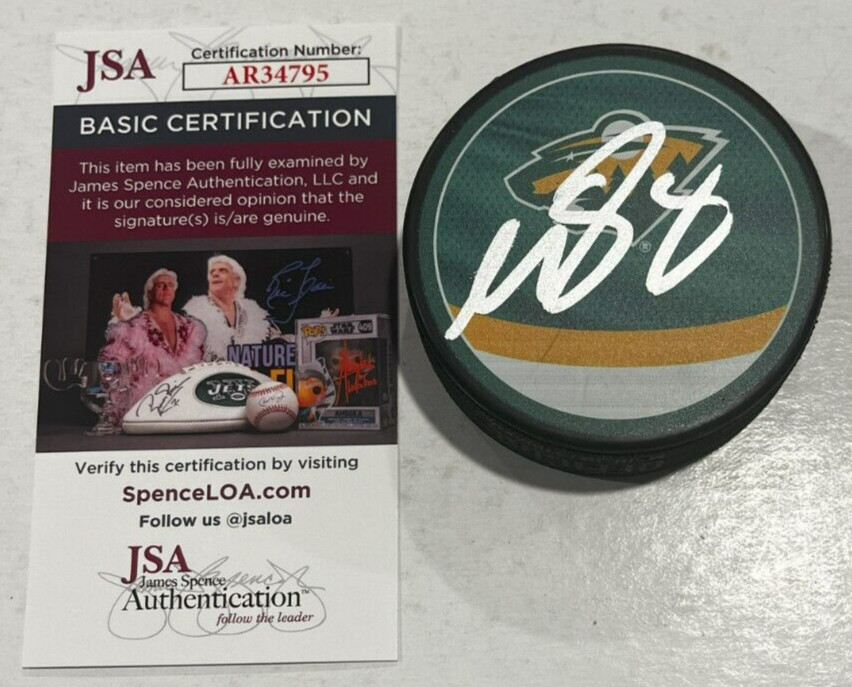 JSA
Certification Number:
AR34795
BASIC CERTIFICATION
This item has been fully examined by
James Spence Authentication, LLC and
it is our considered opinion that the
signature(s) is/are genuine.
NATURE
JETS
Verify this certification by visiting
SpenceLOA.com
Follow us @jsaloa
JSA
James Spence
Authentication™
follow the leader
®